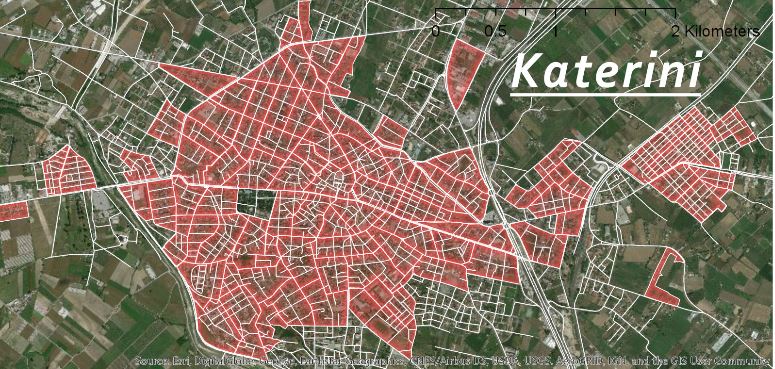 0 0.5 1 2 Kilometers
Katerini
Source: Esri, DigitalGlobe, GeoEye, Earthstar Geographics, CNES/Airbus DS, USDA, USGS, AeroGRID, IGN, and the GIS User Community